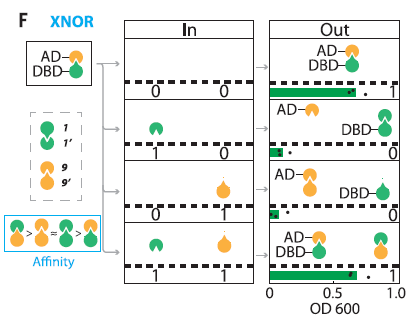 F XNOR
In Out
AD
DBD
AD
DBD
0 0 1
1
1'
9
9'
AD
DBD
1 0 0
AD
DBD
0 1 0
> ≈ > >
Affinity
AD
DBD
1 1 1
0 0.5 1.0
OD 600